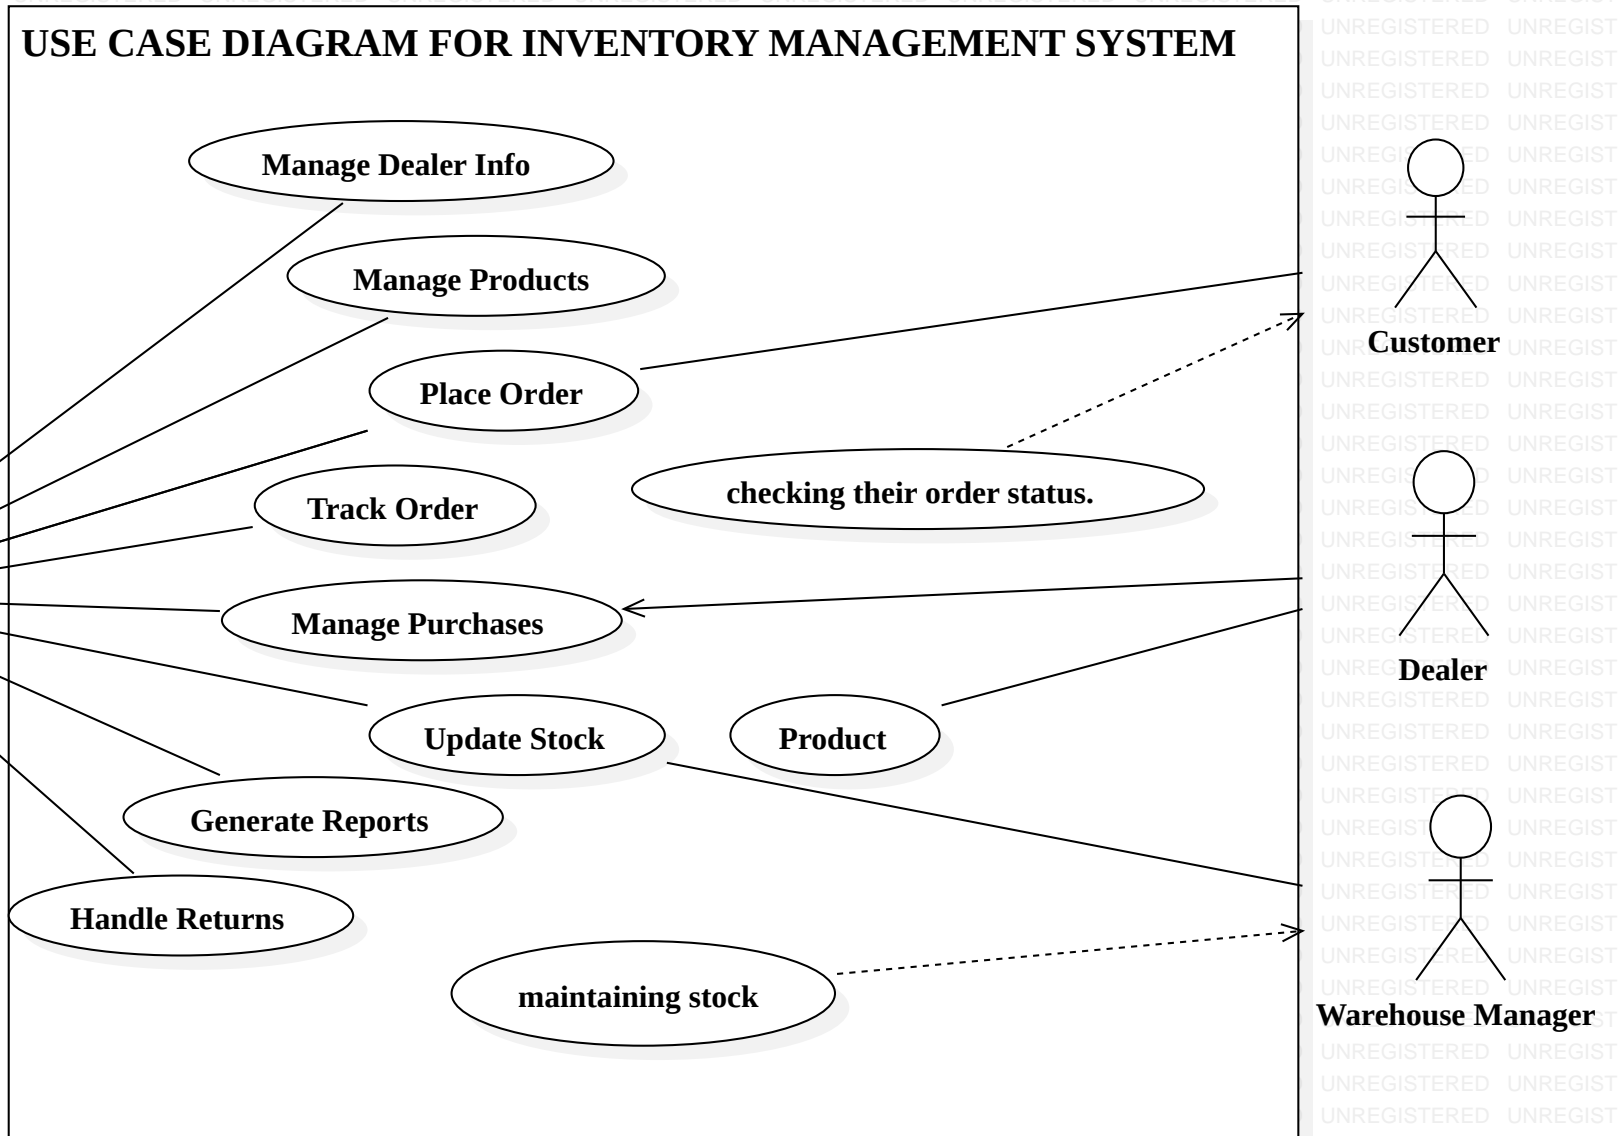 USE CASE DIAGRAM FOR INVENTORY MANAGEMENT SYSTEM
Manage Dealer Info
Manage Products
Customer
Place Order
checking their order status.
Track Order
Manage Purchases
Dealer
Update Stock
Product
Generate Reports
Handle Returns
maintaining stock
Warehouse Manager
UNREGISTERED